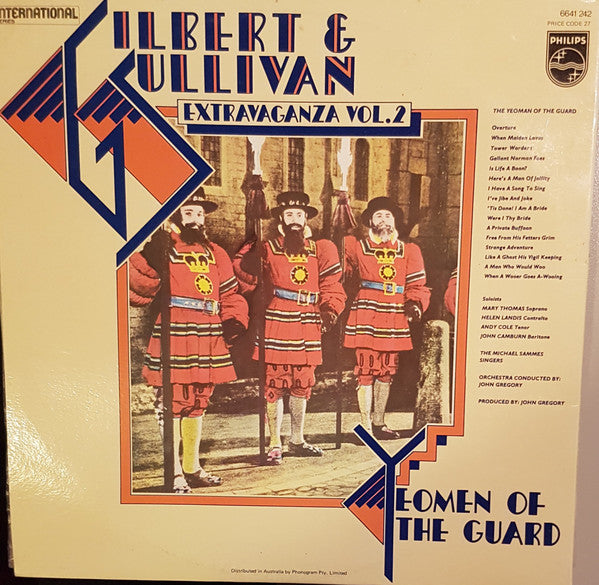 INTERNATIONAL
SERIES
GILBERT &
SULLIVAN
EXTRAVAGANZA VOL.2
6641 242
PRICE CODE 27
PHILIPS
THE YEOMAN OF THE GUARD
Overture
When Maiden Loves
Tower Warders
Gallant Norman Foes
Is Life A Boon?
Here's A Man Of Jollity
I Have A Song To Sing
I've Jibe And Joke
'Tis Done! I Am A Bride
Were I Thy Bride
A Private Buffoon
Free From His Fetters Grim
Strange Adventure
Like A Ghost His Vigil Keeping
A Man Who Would Woo
When A Wooer Goes A-Wooing
Soloists
MARY THOMAS Soprano
HELEN LANDIS Contralto
ANDY COLE Tenor
JOHN CAMBURN Baritone
THE MICHAEL SAMMES
SINGERS
ORCHESTRA CONDUCTED BY:
JOHN GREGORY
PRODUCED BY: JOHN GREGORY
YEOMEN OF
THE GUARD
Distributed in Australia by Phonogram Pty. Limited